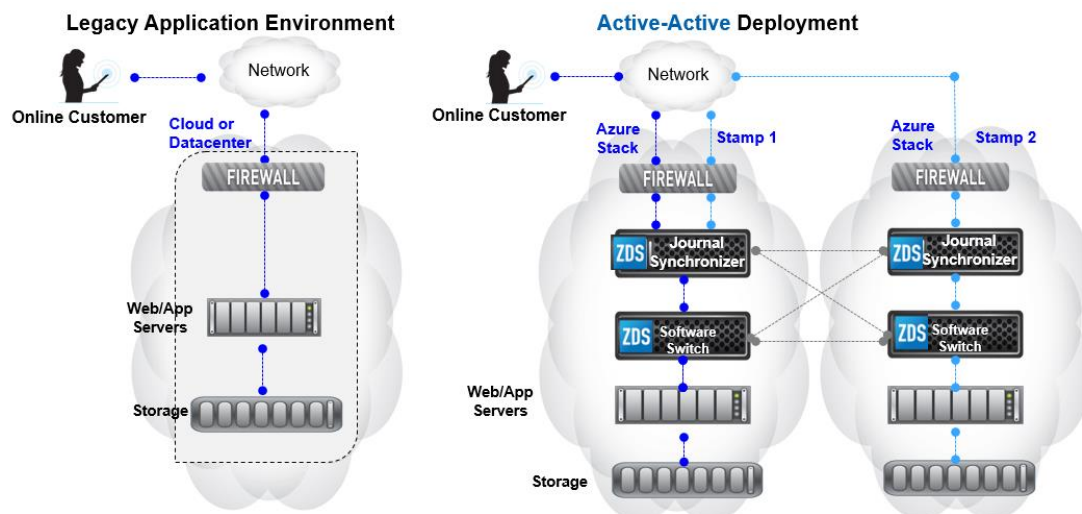 Legacy Application Environment
Network
Online Customer
Cloud or
Datacenter
FIREWALL
Web/App
Servers
Storage
Active-Active Deployment
Network
Online Customer
Azure
Stack
Stamp 1
Azure
Stack
Stamp 2
FIREWALL
FIREWALL
ZDS
Journal
Synchronizer
ZDS
Journal
Synchronizer
ZDS
Software
Switch
ZDS
Software
Switch
Web/App
Servers
Storage